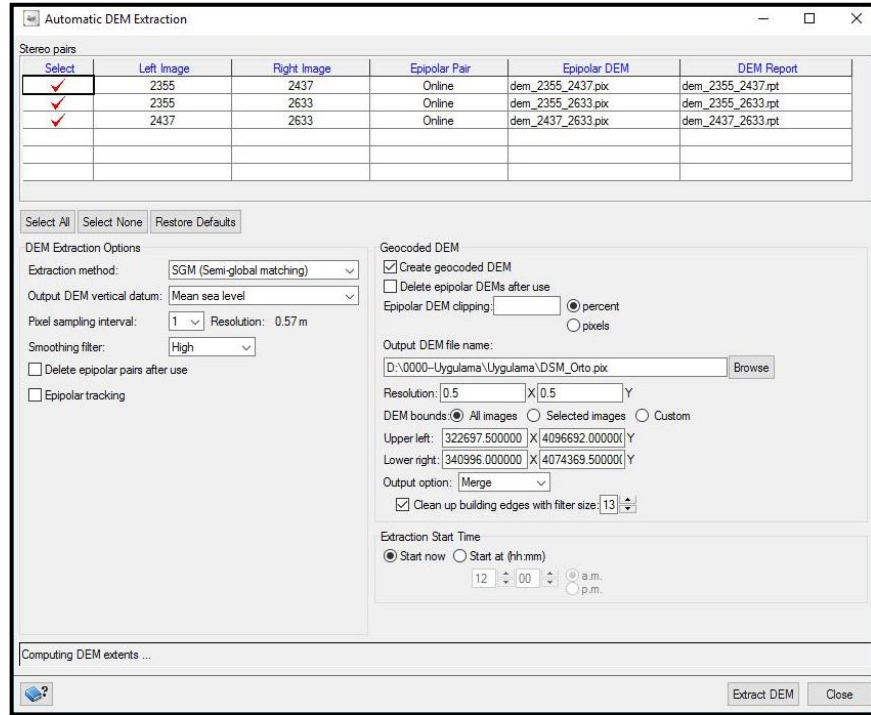 Automatic DEM Extraction
Stereo pairs
Select Left Image Right Image Epipolar Pair Epipolar DEM DEM Report
2355 2437 Online dem_2355_2437.pix dem_2355_2437.rpt
2355 2633 Online dem_2355_2633.pix dem_2355_2633.rpt
2437 2633 Online dem_2437_2633.pix dem_2437_2633.rpt
Select All Select None Restore Defaults
DEM Extraction Options
Extraction method: SGM (Semi-global matching)
Output DEM vertical datum: Mean sea level
Pixel sampling interval: 1 Resolution: 0.57 m
Smoothing filter: High
Delete epipolar pairs after use
Epipolar tracking
Geocoded DEM
Create geocoded DEM
Delete epipolar DEMs after use
Epipolar DEM clipping: percent
pixels
Output DEM file name:
D:\0000--Uygulama\Uygulama\DSM_Orto.pix Browse
Resolution: 0.5 X 0.5 Y
DEM bounds: All images Selected images Custom
Upper left: 322697.500000 X 4096692.000000 Y
Lower right: 340996.000000 X 4074369.500000 Y
Output option: Merge
Clean up building edges with filter size: 13
Extraction Start Time
Start now Start at (hh:mm)
12 00 a.m.
p.m.
Computing DEM extents ...
Extract DEM Close